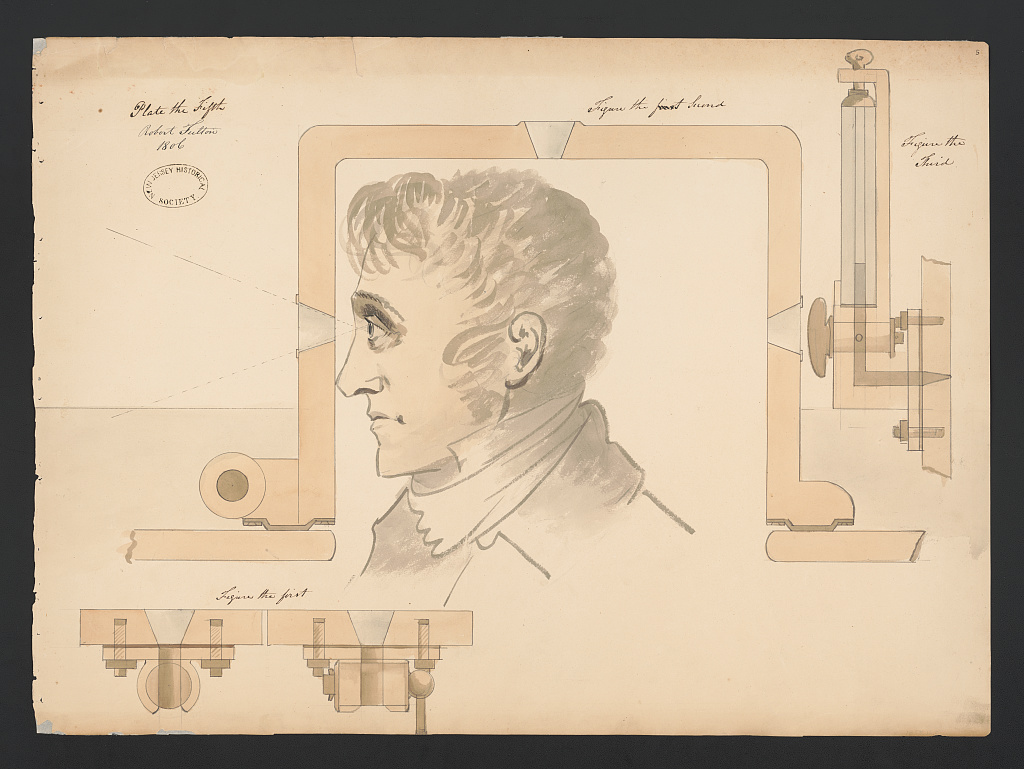 Plate the Fifth
Robert Fulton
1806
NEW JERSEY HISTORICAL
SOCIETY.
Figure the first Second
Figure the
Third
Figure the first
5